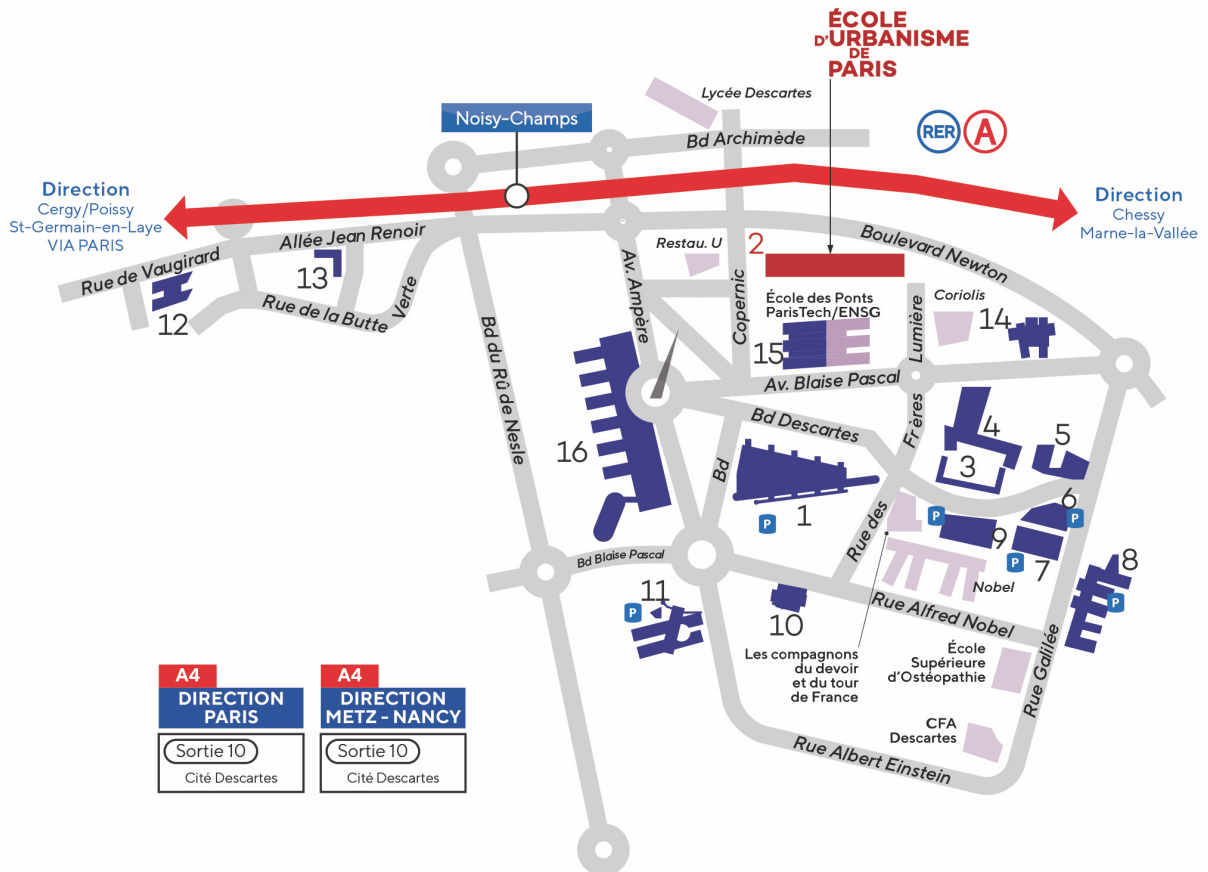 ÉCOLE
D'URBANISME
DE
PARIS
Lycée Descartes
Noisy-Champs
Bd Archimède
RER A
Direction
Cergy/Poissy
St-Germain-en-Laye
VIA PARIS
Direction
Chessy
Marne-la-Vallée
Allée Jean Renoir
Rue de Vaugirard
13
12
Rue de la Butte
Verte
Av. Ampère
Restau. U
2
Boulevard Newton
Copernic
École des Ponts
ParisTech/ENSG
15
Lumière
Coriolis
14
Bd du Rû de Nesle
Av. Blaise Pascal
16
Bd Descartes
Bd
Frères
4
3
5
1
P
Rue des
P
9
6
P
7
P
8
P
Nobel
Bd Blaise Pascal
11
P
10
Rue Alfred Nobel
Les compagnons
du devoir
et du tour
de France
École
Supérieure
d'Ostéopathie
Rue Galilée
CFA
Descartes
Rue Albert Einstein
A4
DIRECTION
PARIS
Sortie 10
Cité Descartes
A4
DIRECTION
METZ - NANCY
Sortie 10
Cité Descartes